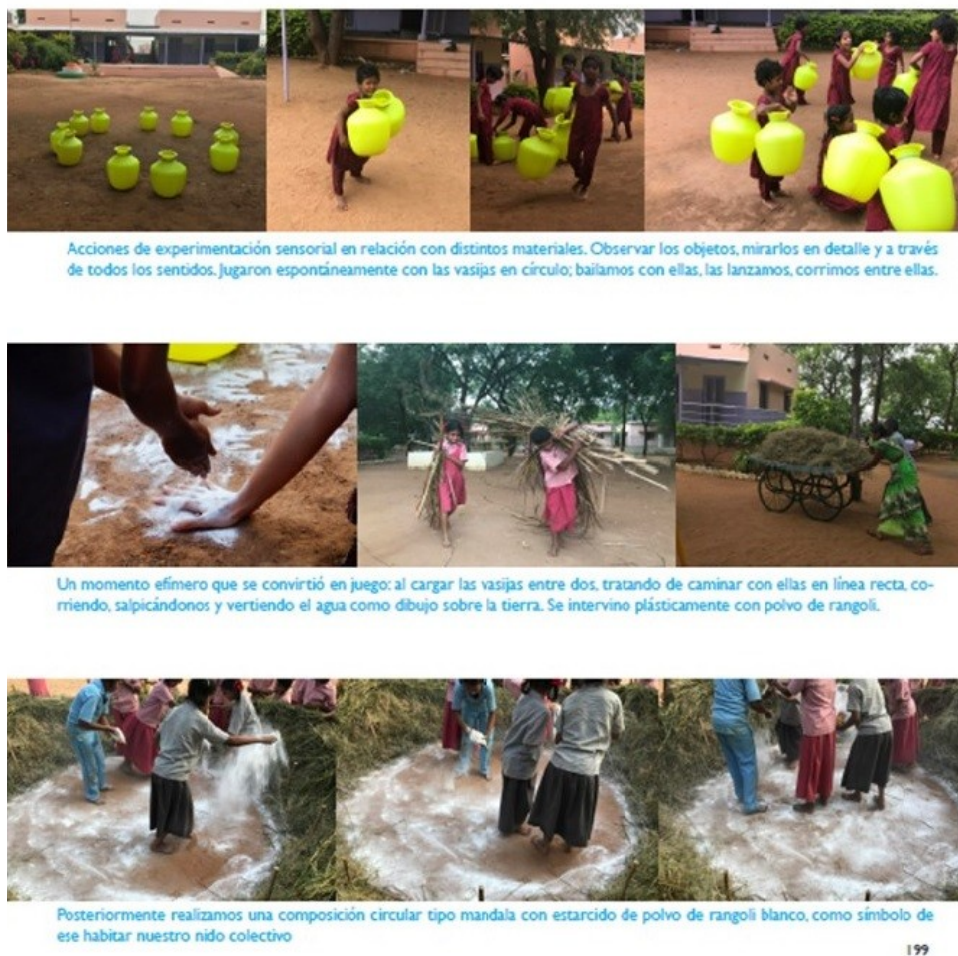 Acciones de experimentación sensorial en relación con distintos materiales. Observar los objetos, mirarlos en detalle y a través
de todos los sentidos. Jugaron espontáneamente con las vasijas en círculo; bailamos con ellas, las lanzamos, corrimos entre ellas.
Un momento efímero que se convirtió en juego: al cargar las vasijas entre dos, tratando de caminar con ellas en línea recta, co-
rriendo, salpicándonos y vertiendo el agua como dibujo sobre la tierra. Se intervino plásticamente con polvo de rangoli.
Posteriormente realizamos una composición circular tipo mandala con estarcido de polvo de rangoli blanco, como símbolo de
ese habitar nuestro nido colectivo
199